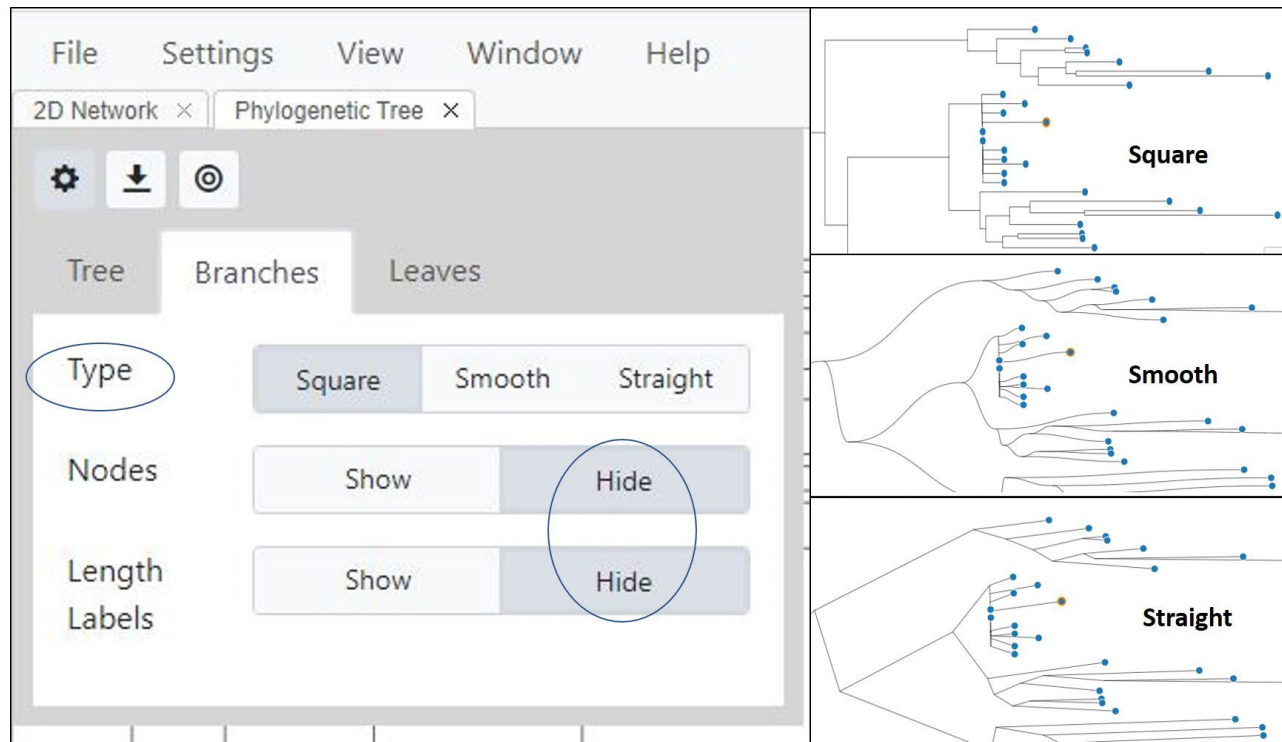 File Settings View Window Help
2D Network × Phylogenetic Tree ×
Tree Branches Leaves
Type Square Smooth Straight
Nodes Show Hide
Length Labels Show Hide
Square
Smooth
Straight